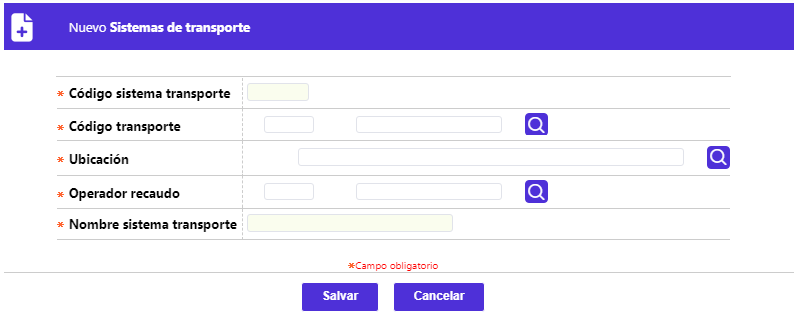 Nuevo Sistemas de transporte
* Código sistema transporte
* Código transporte
* Ubicación
* Operador recaudo
* Nombre sistema transporte
*Campo obligatorio
Salvar Cancelar